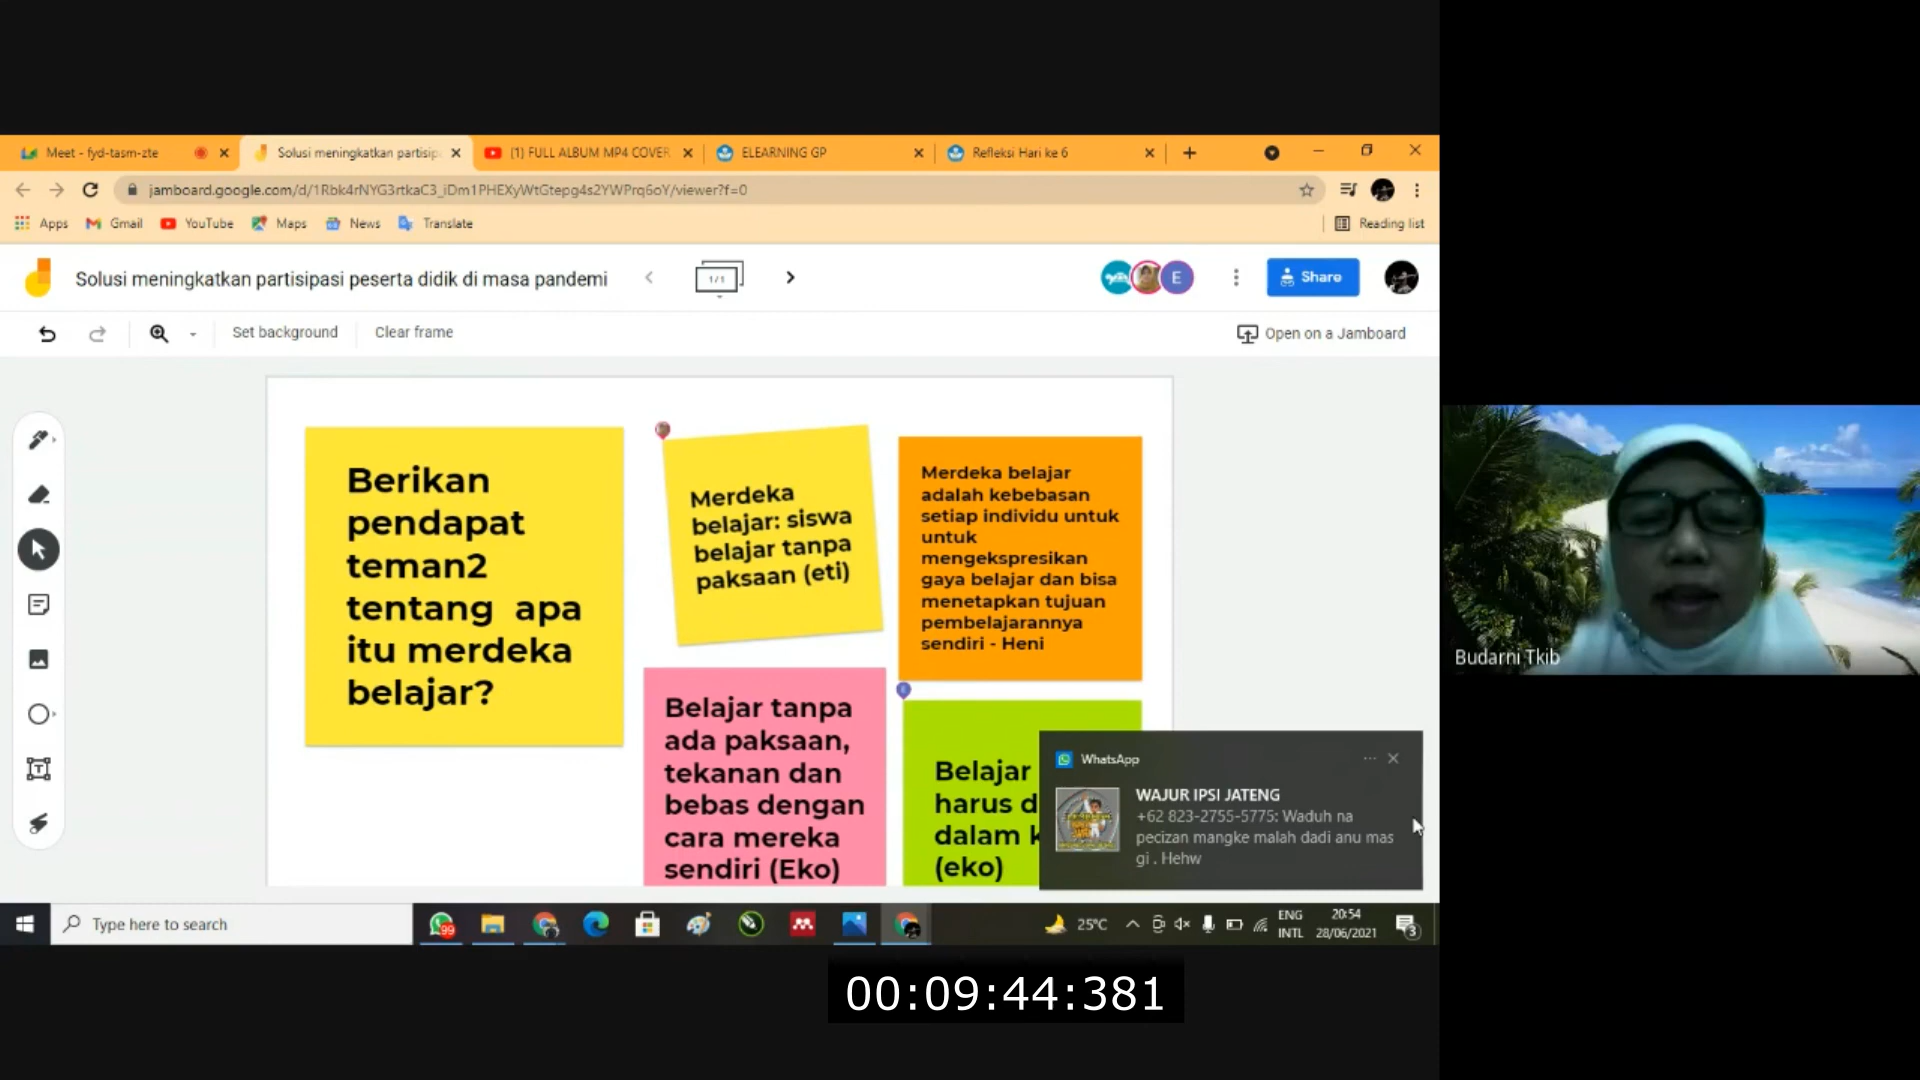 Meet - fyd-tasm-zte
Solusi meningkatkan partisip
(1) FULL ALBUM MP4 COVER
ELEARNING GP
Refleksi Hari ke 6
jamboard.google.com/d/1Rbk4rNYG3rtkaC3_iDm1PHEXyWtGtepg4s2YWPrq6oY/viewer?f=0
Apps
Gmail
YouTube
Maps
News
Translate
Reading list
Solusi meningkatkan partisipasi peserta didik di masa pandemi
1/1
E
Share
Set background
Clear frame
Open on a Jamboard
Berikan
pendapat
teman2
tentang apa
itu merdeka
belajar?
Merdeka
belajar: siswa
belajar tanpa
paksaan (eti)
Merdeka belajar
adalah kebebasan
setiap individu untuk
untuk
mengekspresikan
gaya belajar dan bisa
menetapkan tujuan
pembelajarannya
sendiri - Heni
Belajar tanpa
ada paksaan,
tekanan dan
bebas dengan
cara mereka
sendiri (Eko)
Belajar
harus d
dalam k
(eko)
WhatsApp
WAJUR IPSI JATENG
+62 823-2755-5775: Waduh na
pecizan mangke malah dadi anu mas
gi . Hehw
Budarni Tkib
Type here to search
99
25°C
ENG
INTL
20:54
28/06/2021
3
00:09:44:381